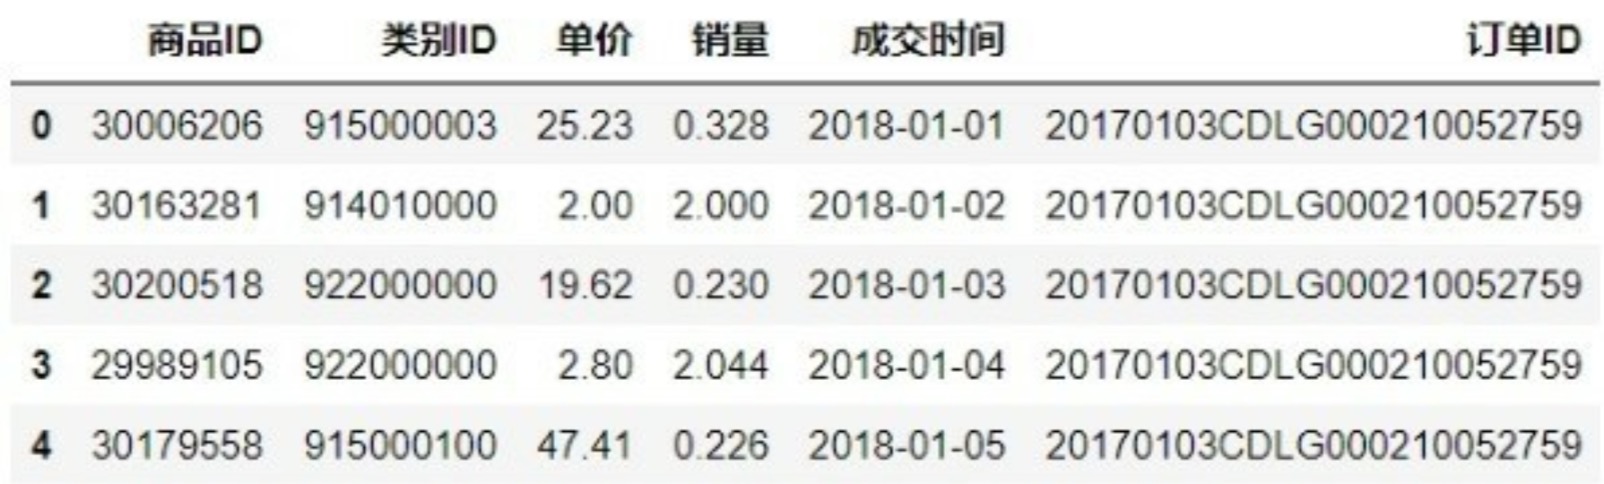 商品ID 类别ID 单价 销量 成交时间 订单ID
0 30006206 915000003 25.23 0.328 2018-01-01 20170103CDLG000210052759
1 30163281 914010000 2.00 2.000 2018-01-02 20170103CDLG000210052759
2 30200518 922000000 19.62 0.230 2018-01-03 20170103CDLG000210052759
3 29989105 922000000 2.80 2.044 2018-01-04 20170103CDLG000210052759
4 30179558 915000100 47.41 0.226 2018-01-05 20170103CDLG000210052759